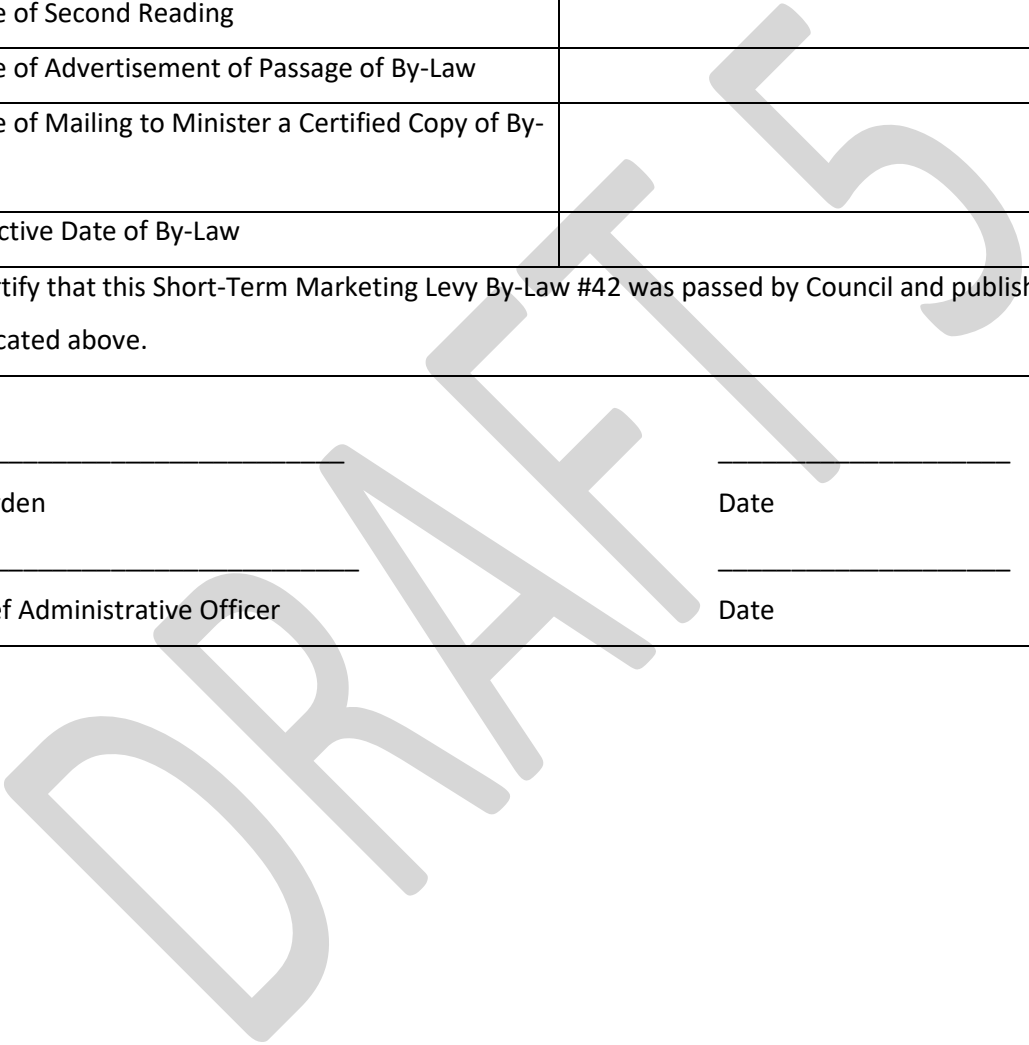 e of Second Reading
e of Advertisement of Passage of By-Law
e of Mailing to Minister a Certified Copy of By-
ctive Date of By-Law
rtify that this Short-Term Marketing Levy By-Law #42 was passed by Council and publish
cated above.
rden
Date
ef Administrative Officer
Date
DRAFT 5